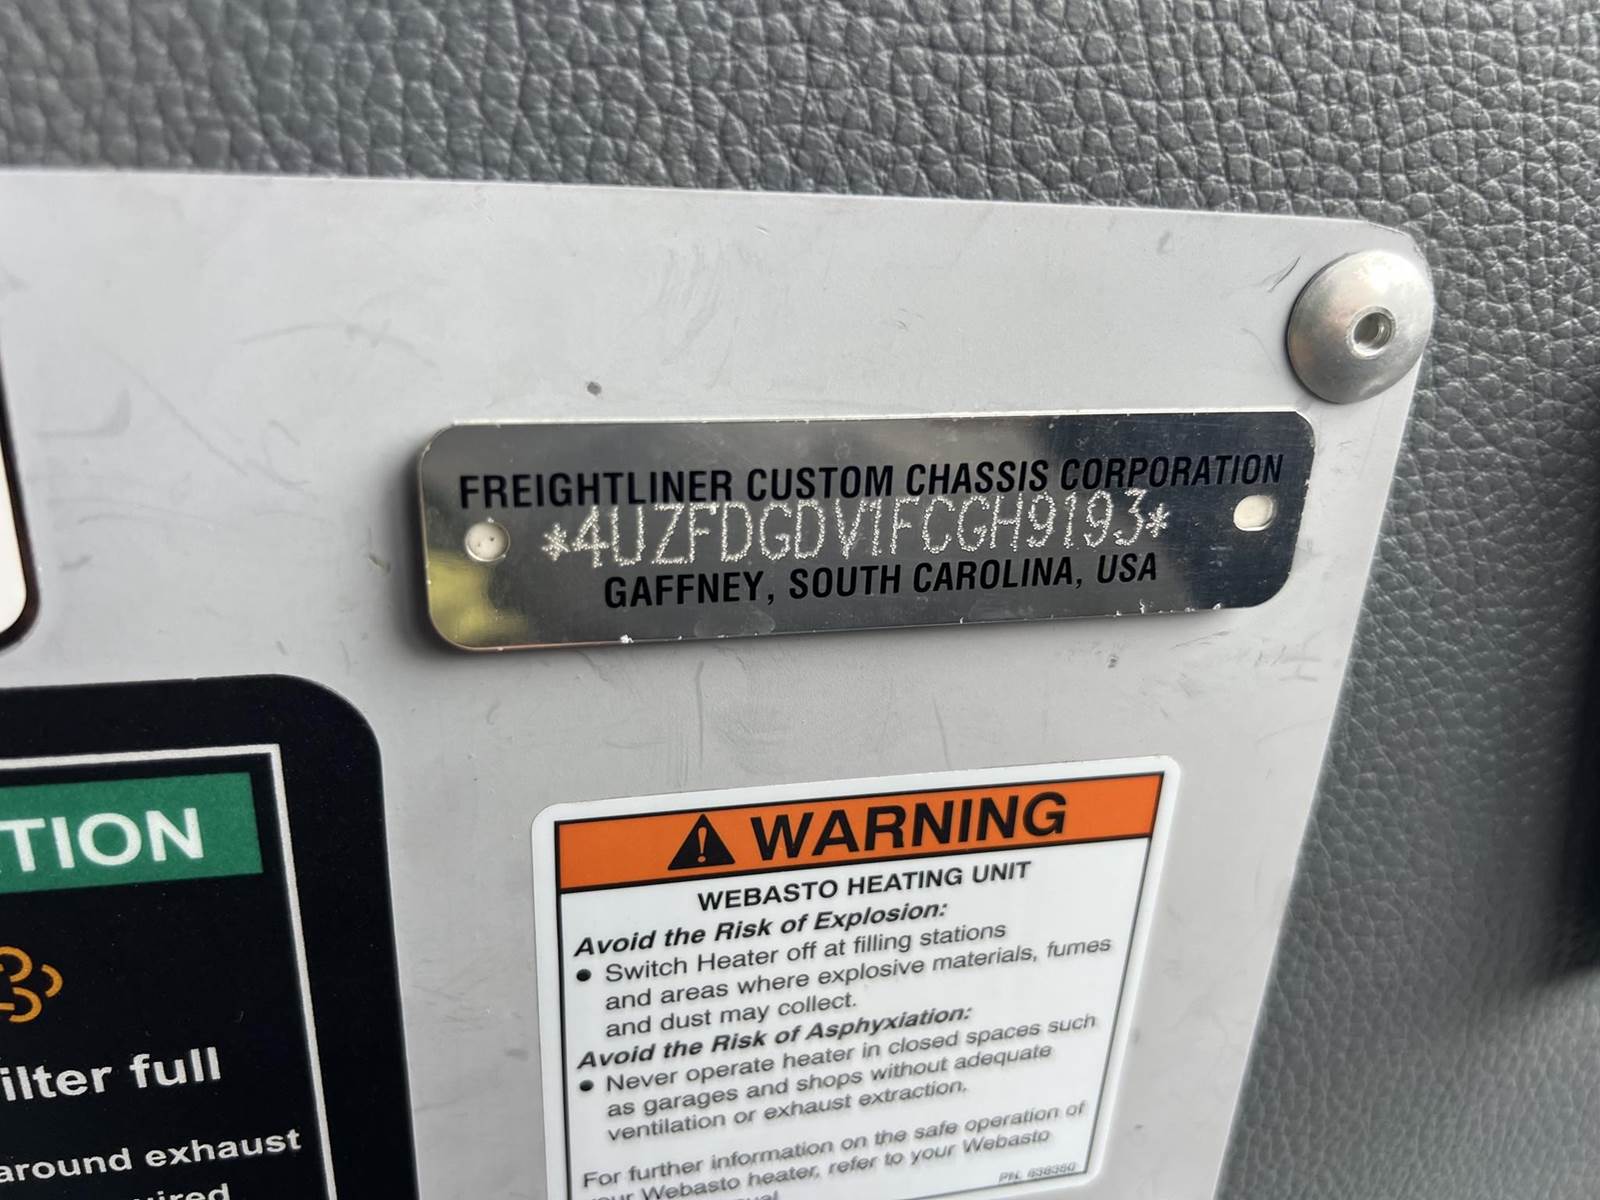 FREIGHTLINER CUSTOM CHASSIS CORPORATION
*4UZFDGDV1FCGH9193*
GAFFNEY, SOUTH CAROLINA, USA
TION
ilter full
around exhaust
WARNING
WEBASTO HEATING UNIT
Avoid the Risk of Explosion:
• Switch Heater off at filling stations
and areas where explosive materials, fumes
and dust may collect.
Avoid the Risk of Asphyxiation:
• Never operate heater in closed spaces such
as garages and shops without adequate
ventilation or exhaust extraction.
For further information on the safe operation of
your Webasto heater, refer to your Webasto